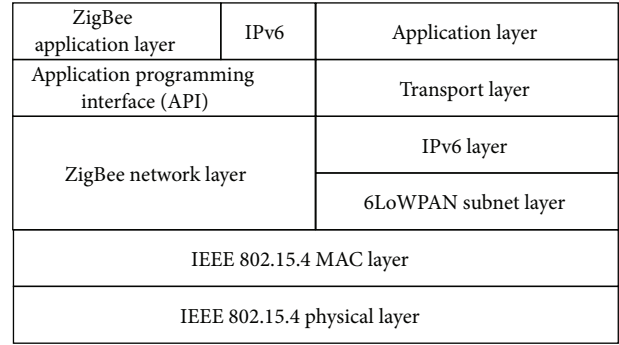 ZigBee
application layer
IPv6
Application layer
Application programming
interface (API)
Transport layer
ZigBee network layer
IPv6 layer
6LoWPAN subnet layer
IEEE 802.15.4 MAC layer
IEEE 802.15.4 physical layer